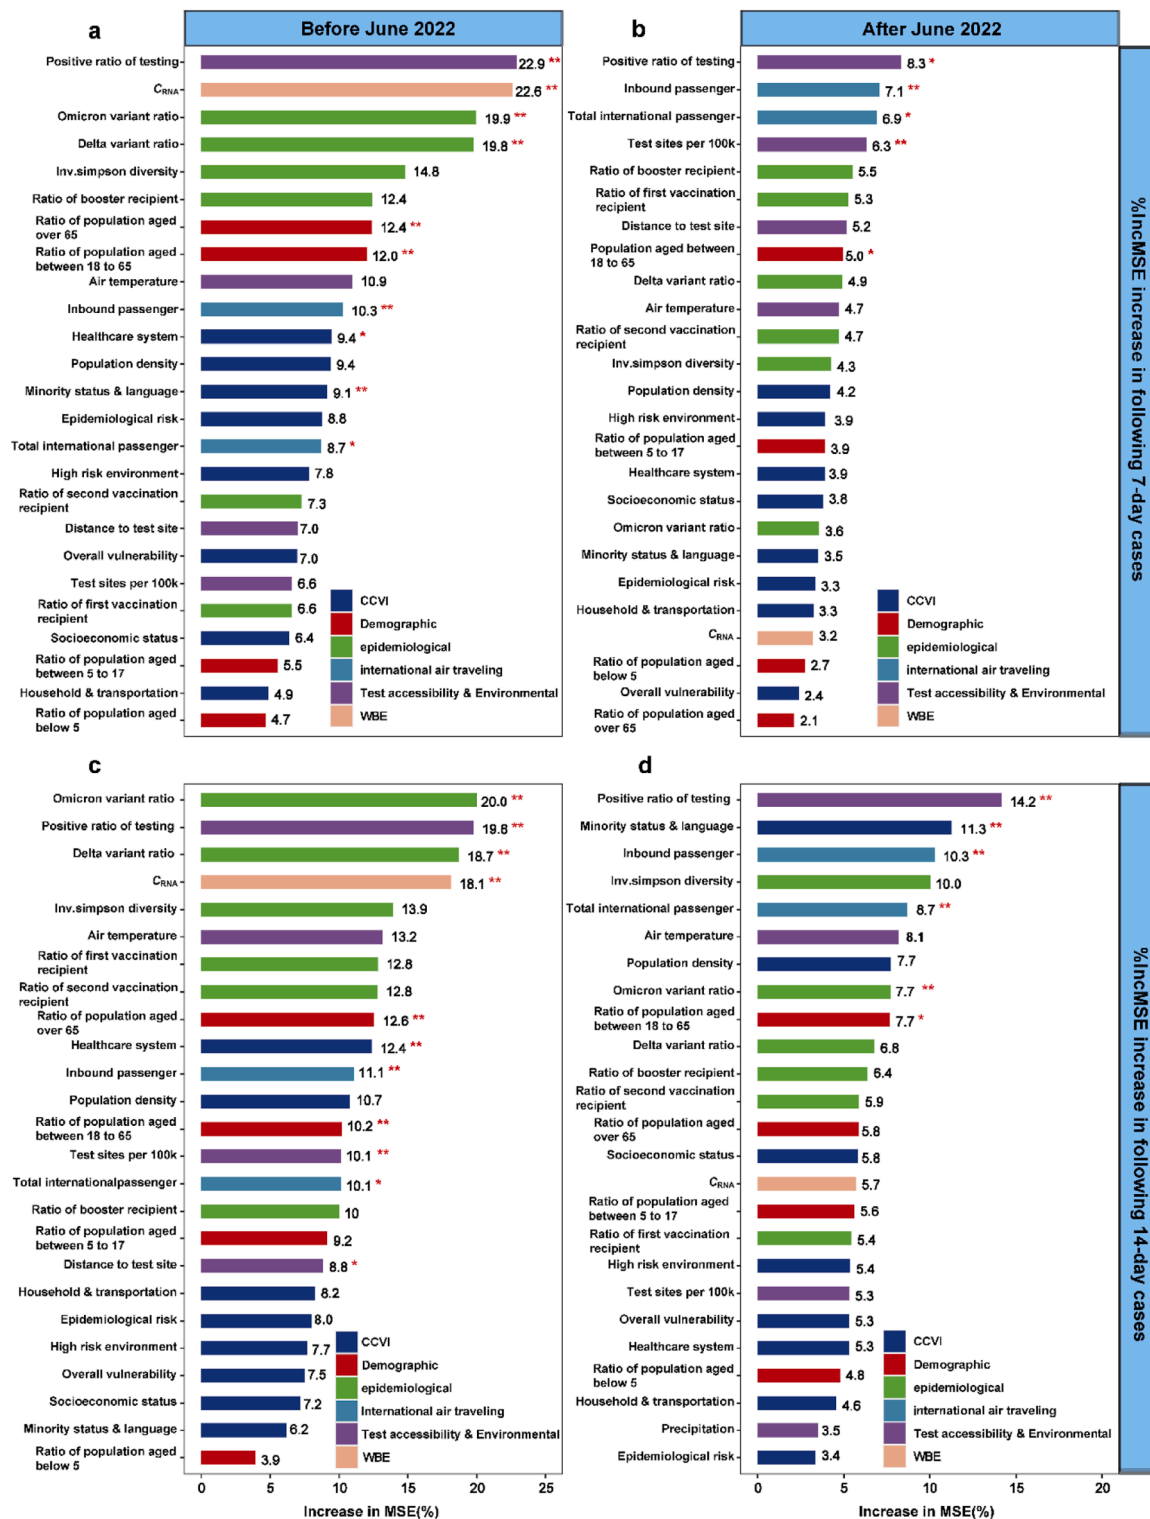 a
Before June 2022
Positive ratio of testing
22.9 **
CRNA
22.6 **
Omicron variant ratio
19.9 **
Delta variant ratio
19.8 **
Inv.simpson diversity
14.8
Ratio of booster recipient
12.4
Ratio of population aged
over 65
12.4 **
Ratio of population aged
between 18 to 65
12.0 **
Air temperature
10.9
Inbound passenger
10.3 **
Healthcare system
9.4 *
Population density
9.4
Minority status & language
9.1 **
Epidemiological risk
8.8
Total international passenger
8.7 *
High risk environment
7.8
Ratio of second vaccination
recipient
7.3
Distance to test site
7.0
Overall vulnerability
7.0
Test sites per 100k
6.6
Ratio of first vaccination
recipient
6.6
Socioeconomic status
6.4
Ratio of population aged
between 5 to 17
5.5
Household & transportation
4.9
Ratio of population aged
below 5
4.7
CCVI
Demographic
epidemiological
international air traveling
Test accessibility & Environmental
WBE
b
After June 2022
Positive ratio of testing
8.3 *
Inbound passenger
7.1 **
Total international passenger
6.9 *
Test sites per 100k
6.3 **
Ratio of booster recipient
5.5
Ratio of first vaccination
recipient
5.3
Distance to test site
5.2
Population aged between
18 to 65
5.0 *
Delta variant ratio
4.9
Air temperature
4.7
Ratio of second vaccination
recipient
4.7
Inv.simpson diversity
4.3
Population density
4.2
High risk environment
3.9
Ratio of population aged
between 5 to 17
3.9
Healthcare system
3.9
Socioeconomic status
3.8
Omicron variant ratio
3.6
Minority status & language
3.5
Epidemiological risk
3.3
Household & transportation
3.3
CRNA
3.2
Ratio of population aged
below 5
2.7
Overall vulnerability
2.4
Ratio of population aged
over 65
2.1
CCVI
Demographic
epidemiological
international air traveling
Test accessibility & Environmental
WBE
%IncMSE increase in following 7-day cases
c
Omicron variant ratio
20.0 **
Positive ratio of testing
19.8 **
Delta variant ratio
18.7 **
CRNA
18.1 **
Inv.simpson diversity
13.9
Air temperature
13.2
Ratio of first vaccination
recipient
12.8
Ratio of second vaccination
recipient
12.8
Ratio of population aged
over 65
12.6 **
Healthcare system
12.4 **
Inbound passenger
11.1 **
Population density
10.7
Ratio of population aged
between 18 to 65
10.2 **
Test sites per 100k
10.1 **
Total internationalpassenger
10.1 *
Ratio of booster recipient
10
Ratio of population aged
between 5 to 17
9.2
Distance to test site
8.8 *
Household & transportation
8.2
Epidemiological risk
8.0
High risk environment
7.7
Overall vulnerability
7.5
Socioeconomic status
7.2
Minority status & language
6.2
Ratio of population aged
below 5
3.9
CCVI
Demographic
epidemiological
International air traveling
Test accessibility & Environmental
WBE
0 5 10 15 20 25
Increase in MSE(%)
d
Positive ratio of testing
14.2 **
Minority status & language
11.3 **
Inbound passenger
10.3 **
Inv.simpson diversity
10.0
Total international passenger
8.7 **
Air temperature
8.1
Population density
7.7
Omicron variant ratio
7.7 **
Ratio of population aged
between 18 to 65
7.7 *
Delta variant ratio
6.8
Ratio of booster recipient
6.4
Ratio of second vaccination
recipient
5.9
Ratio of population aged
over 65
5.8
Socioeconomic status
5.8
CRNA
5.7
Ratio of population aged
between 5 to 17
5.6
Ratio of first vaccination
recipient
5.4
High risk environment
5.4
Test sites per 100k
5.3
Overall vulnerability
5.3
Healthcare system
5.3
Ratio of population aged
below 5
4.8
Household & transportation
4.6
Precipitation
3.5
Epidemiological risk
3.4
CCVI
Demographic
epidemiological
international air traveling
Test accessibility & Environmental
WBE
0 5 10 15 20
Increase in MSE(%)
%IncMSE increase in following 14-day cases